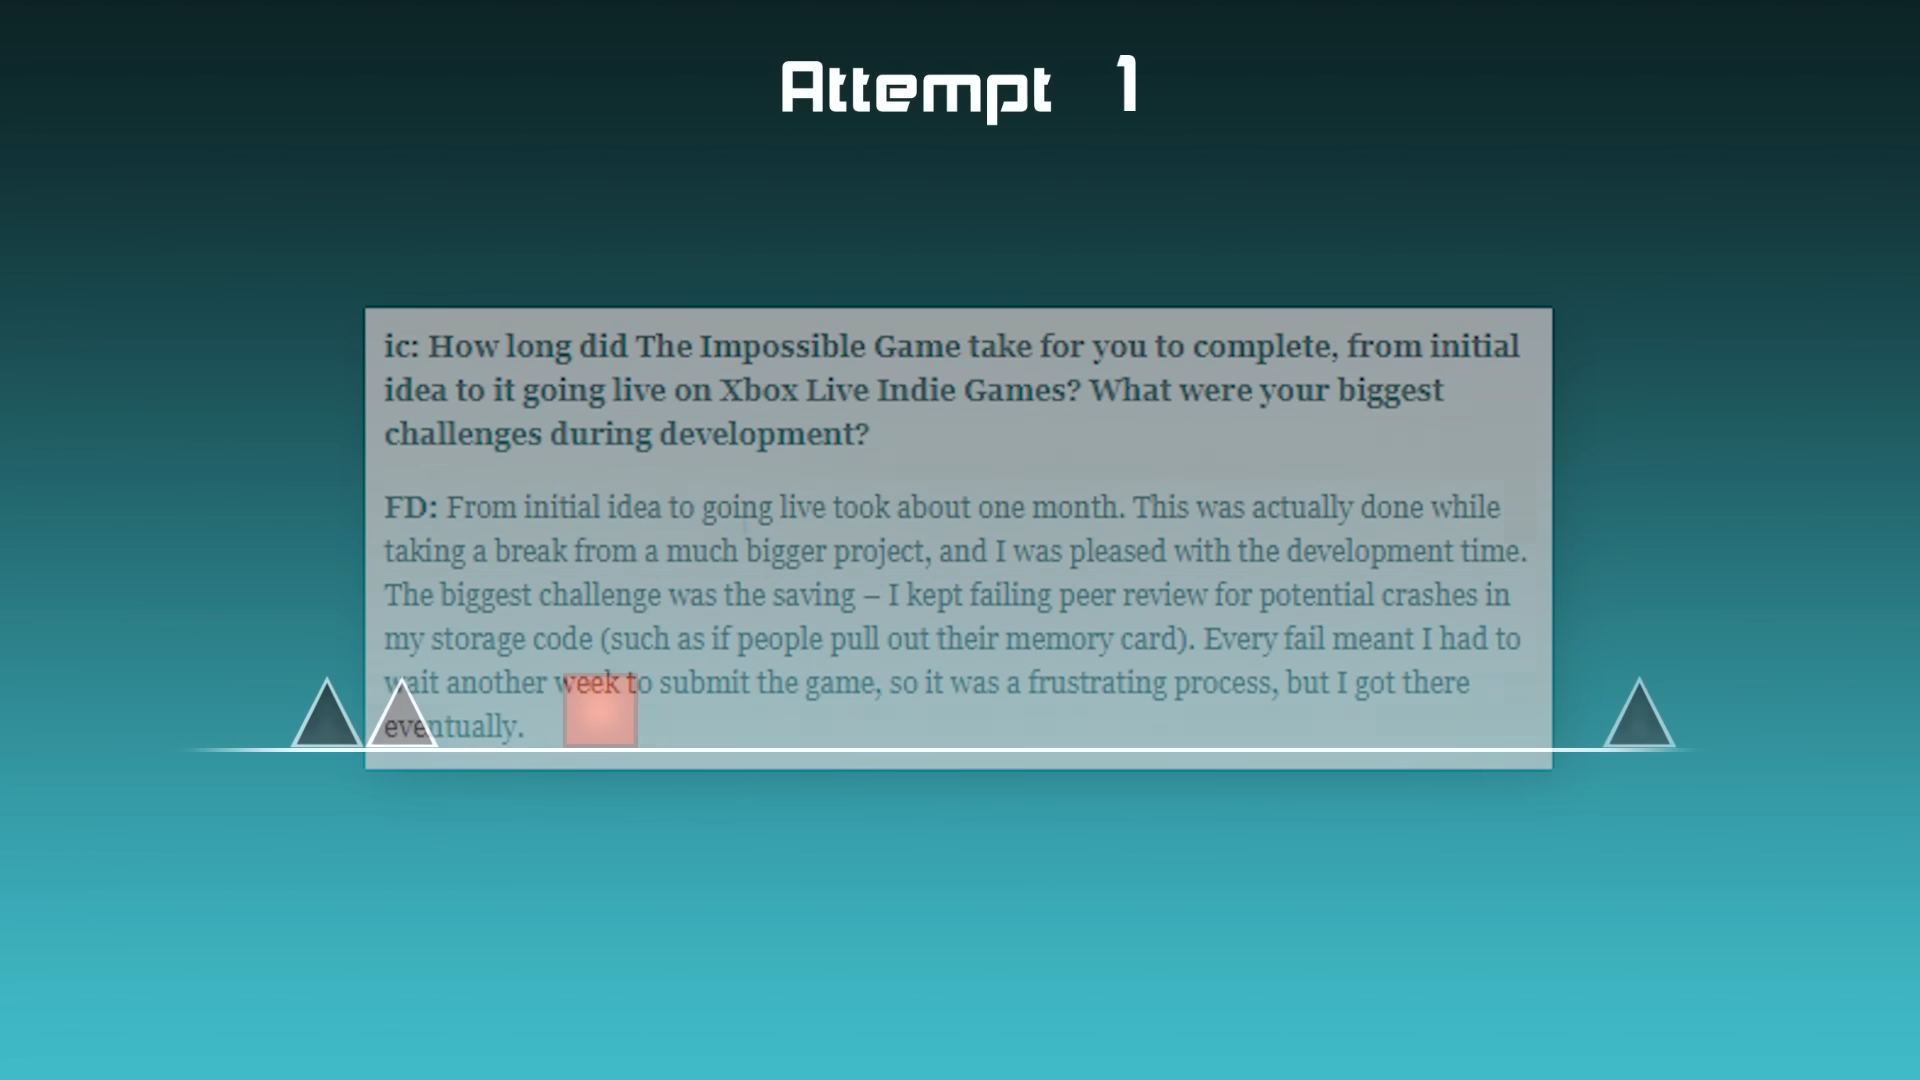 Attempt 1
ic: How long did The Impossible Game take for you to complete, from initial
idea to it going live on Xbox Live Indie Games? What were your biggest
challenges during development?
FD: From initial idea to going live took about one month. This was actually done while
taking a break from a much bigger project, and I was pleased with the development time.
The biggest challenge was the saving – I kept failing peer review for potential crashes in
my storage code (such as if people pull out their memory card). Every fail meant I had to
wait another week to submit the game, so it was a frustrating process, but I got there
eventually.